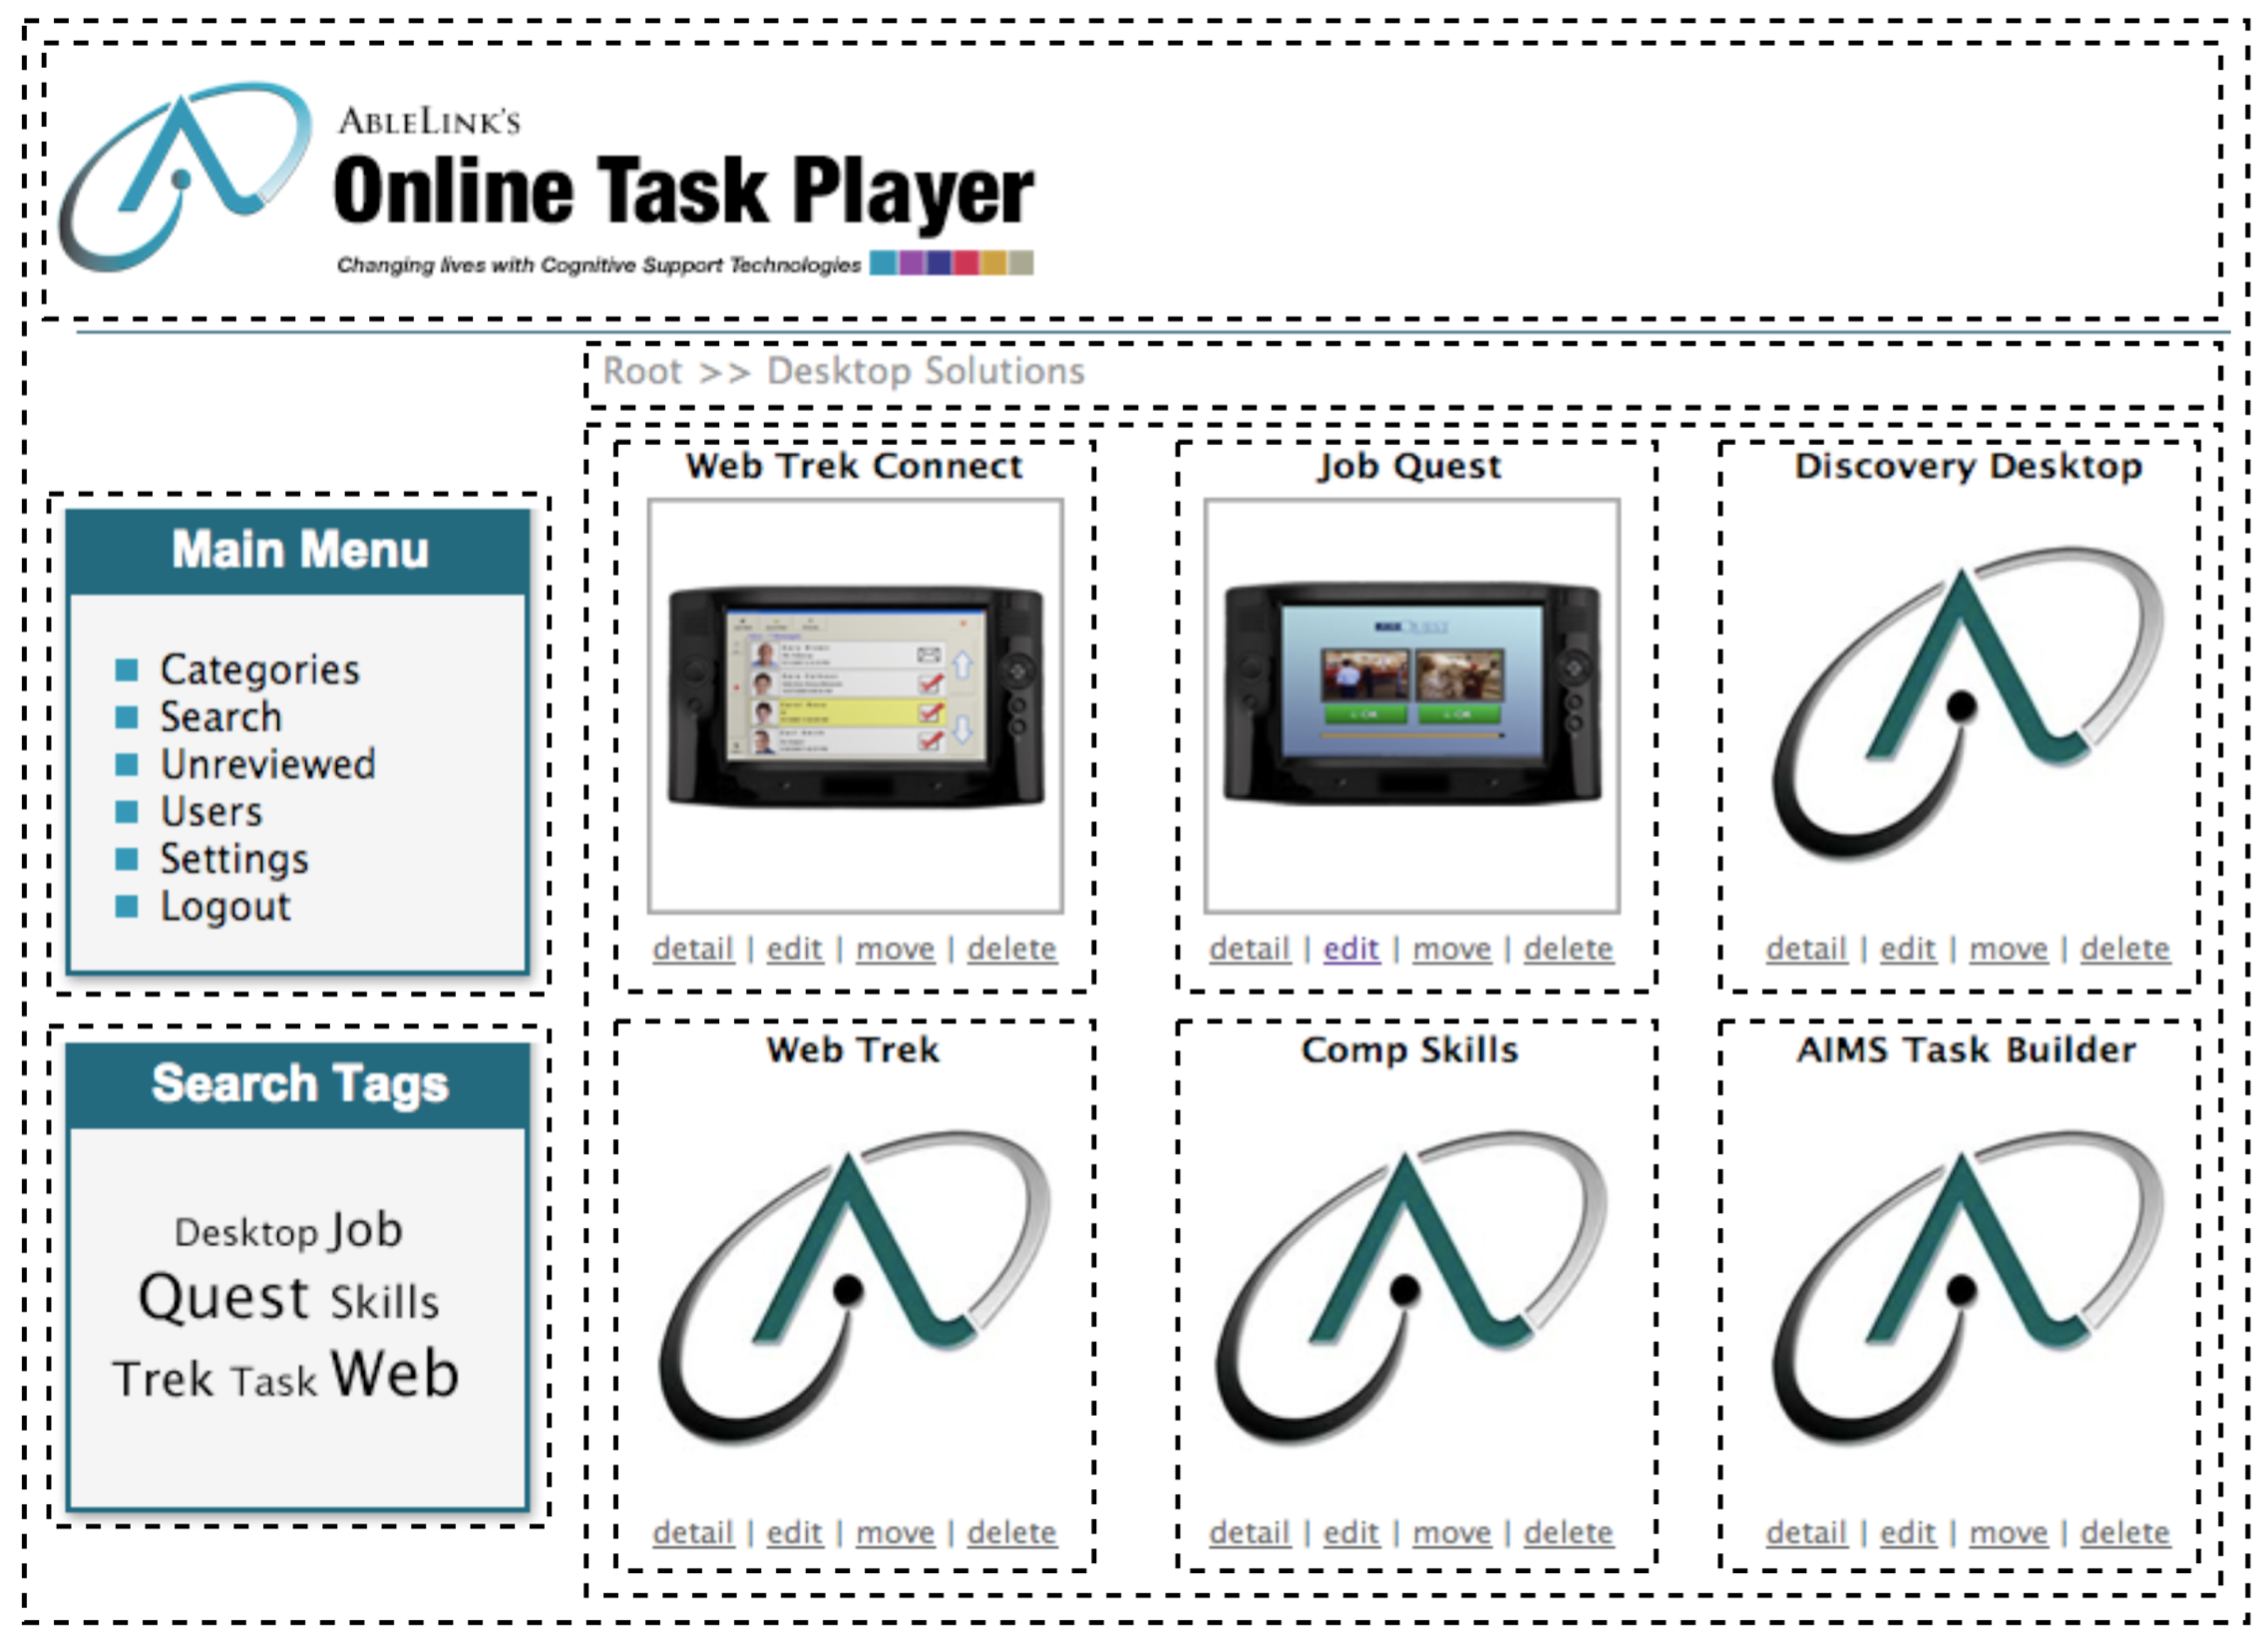 ABLELINK'S
Online Task Player
Changing lives with Cognitive Support Technologies
Root >> Desktop Solutions
Main Menu
Categories
Search
Unreviewed
Users
Settings
Logout
Search Tags
Desktop Job
Quest Skills
Trek Task Web
Web Trek Connect
detail | edit | move | delete
Job Quest
JOB QUEST
detail | edit | move | delete
Discovery Desktop
detail | edit | move | delete
Web Trek
detail | edit | move | delete
Comp Skills
detail | edit | move | delete
AIMS Task Builder
detail | edit | move | delete